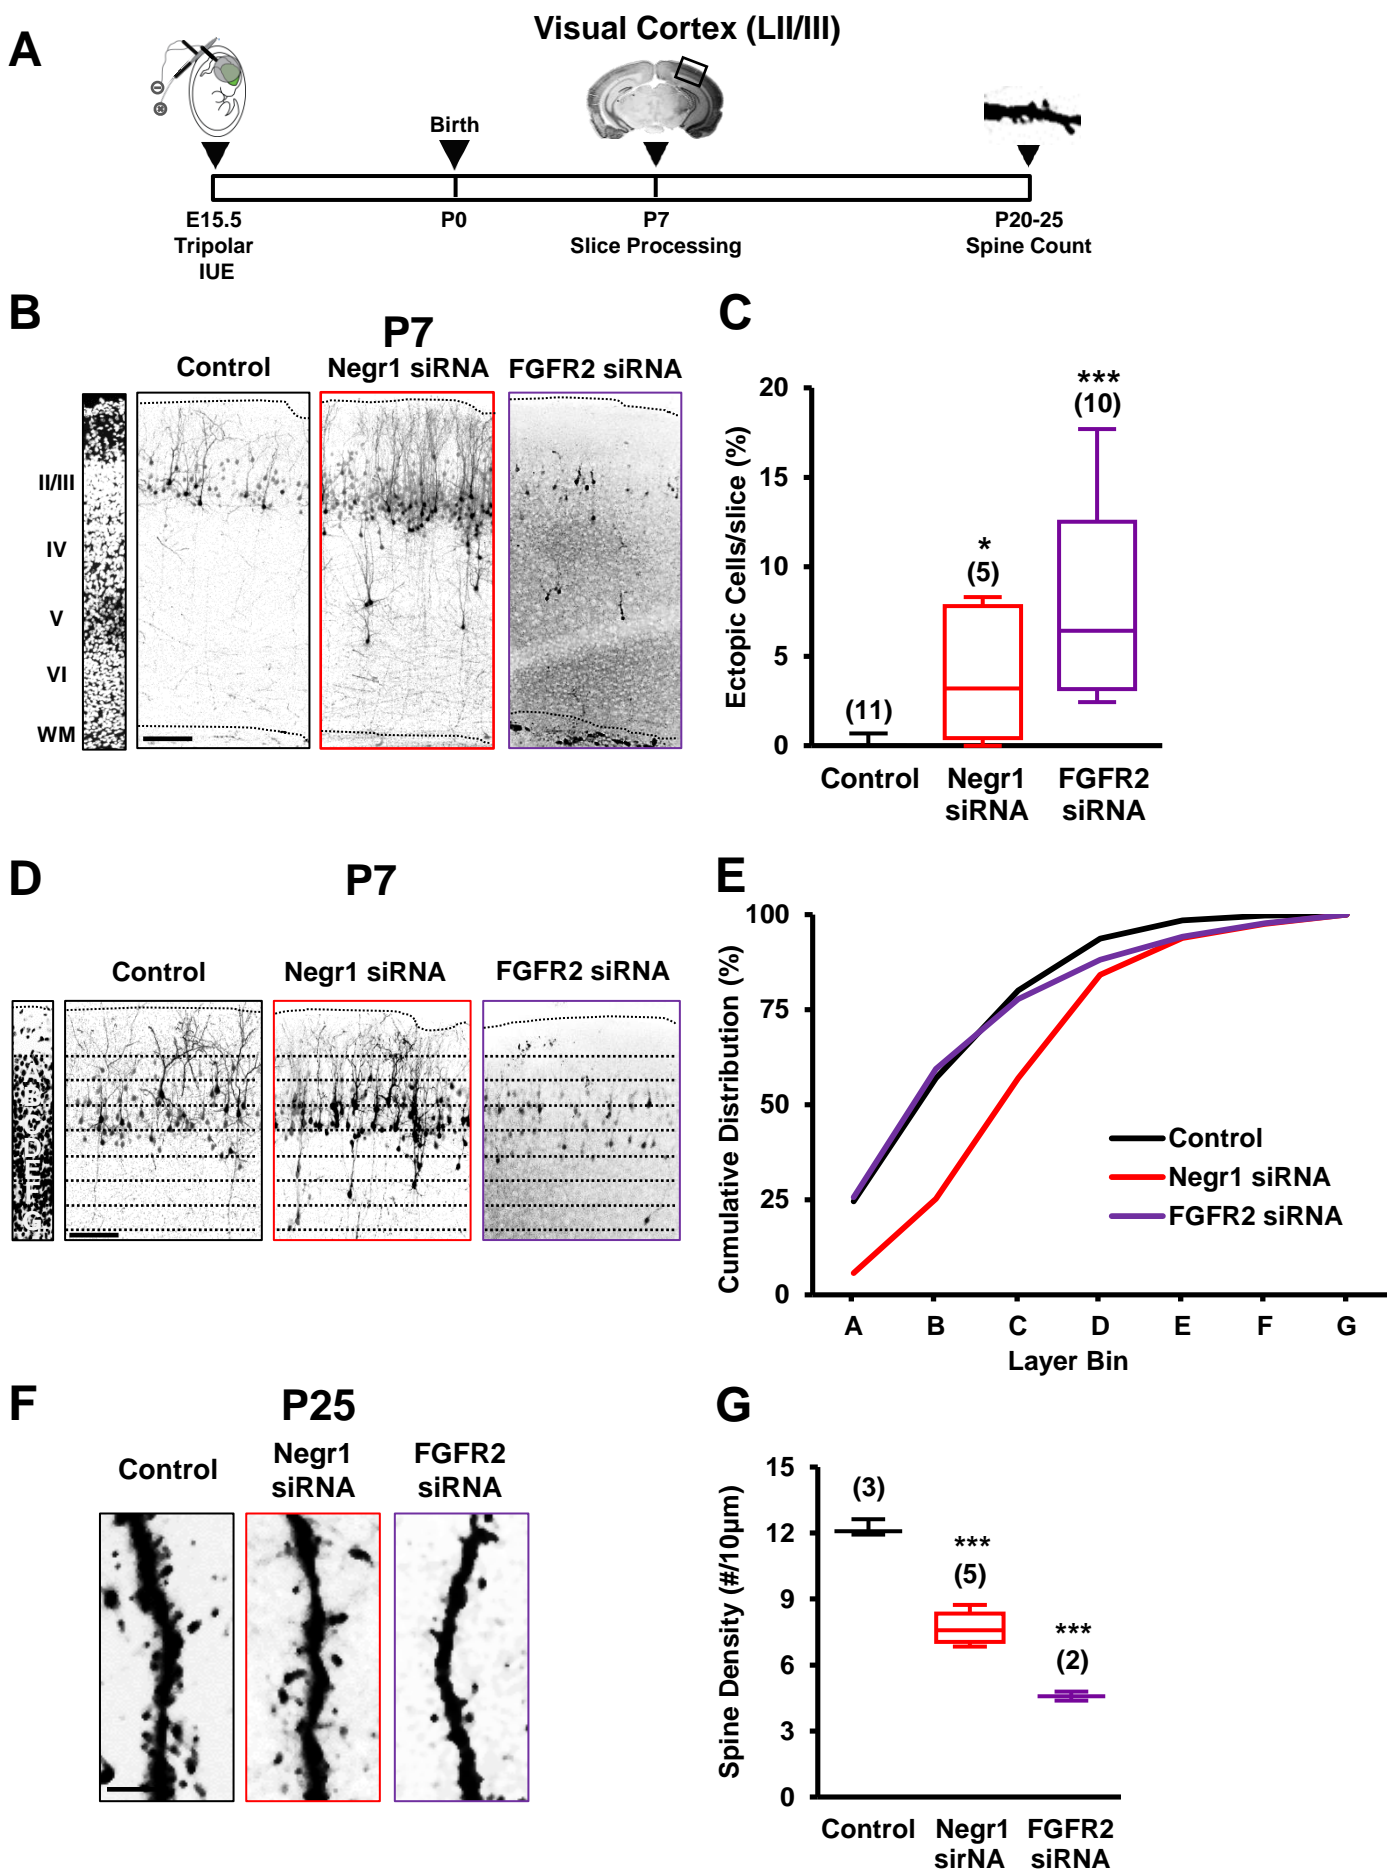 A
Visual Cortex (LII/III)
Birth
E15.5
Tripolar
IUE
P0
P7
Slice Processing
P20-25
Spine Count
B
P7
Control
Negr1 siRNA
FGFR2 siRNA
II/III
IV
V
VI
WM
C
Ectopic Cells/slice (%)
20
15
10
5
0
(11)
*
(5)
***
(10)
Control
Negr1
siRNA
FGFR2
siRNA
D
P7
Control
Negr1 siRNA
FGFR2 siRNA
A
B
C
D
E
F
G
E
Cumulative Distribution (%)
100
75
50
25
0
Control
Negr1 siRNA
FGFR2 siRNA
A B C D E F G
Layer Bin
F
P25
Control
Negr1
siRNA
FGFR2
siRNA
G
Spine Density (#/10µm)
15
12
9
6
3
0
(3)
***
(5)
***
(2)
Control
Negr1
sirNA
FGFR2
siRNA